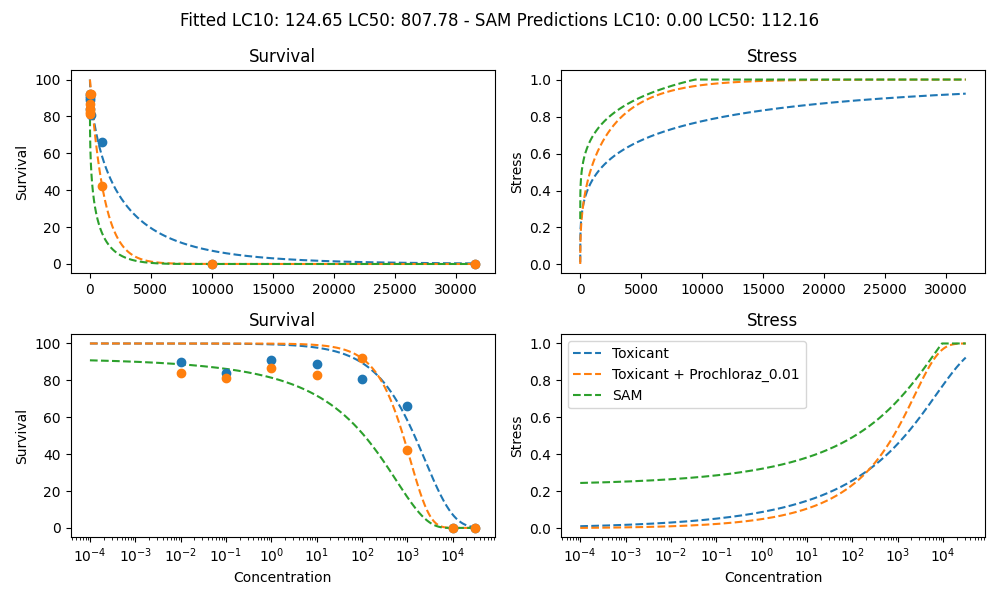 Fitted LC10: 124.65 LC50: 807.78 - SAM Predictions LC10: 0.00 LC50: 112.16
Survival
Stress
Survival
100
80
60
40
20
0
0 5000 10000 15000 20000 25000 30000
Stress
1.0
0.8
0.6
0.4
0.2
0.0
0 5000 10000 15000 20000 25000 30000
Survival
Stress
Survival
100
80
60
40
20
0
10⁻⁴ 10⁻³ 10⁻² 10⁻¹ 10⁰ 10¹ 10² 10³ 10⁴
Concentration
Stress
1.0
0.8
0.6
0.4
0.2
0.0
Toxicant
Toxicant + Prochloraz_0.01
SAM
10⁻⁴ 10⁻³ 10⁻² 10⁻¹ 10⁰ 10¹ 10² 10³ 10⁴
Concentration